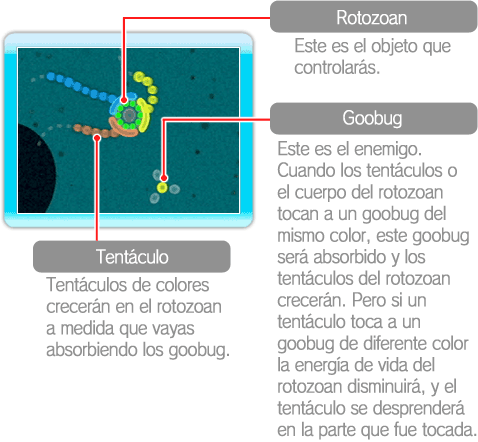 Rotozoan
Este es el objeto que
controlarás.
Goobug
Este es el enemigo.
Cuando los tentáculos o
el cuerpo del rotozoan
tocan a un goobug del
mismo color, este goobug
será absorbido y los
tentáculos del rotozoan
crecerán. Pero si un
tentáculo toca a un
goobug de diferente color
la energía de vida del
rotozoan disminuirá, y el
tentáculo se desprenderá
en la parte que fue tocada.
Tentáculo
Tentáculos de colores
crecerán en el rotozoan
a medida que vayas
absorbiendo los goobug.